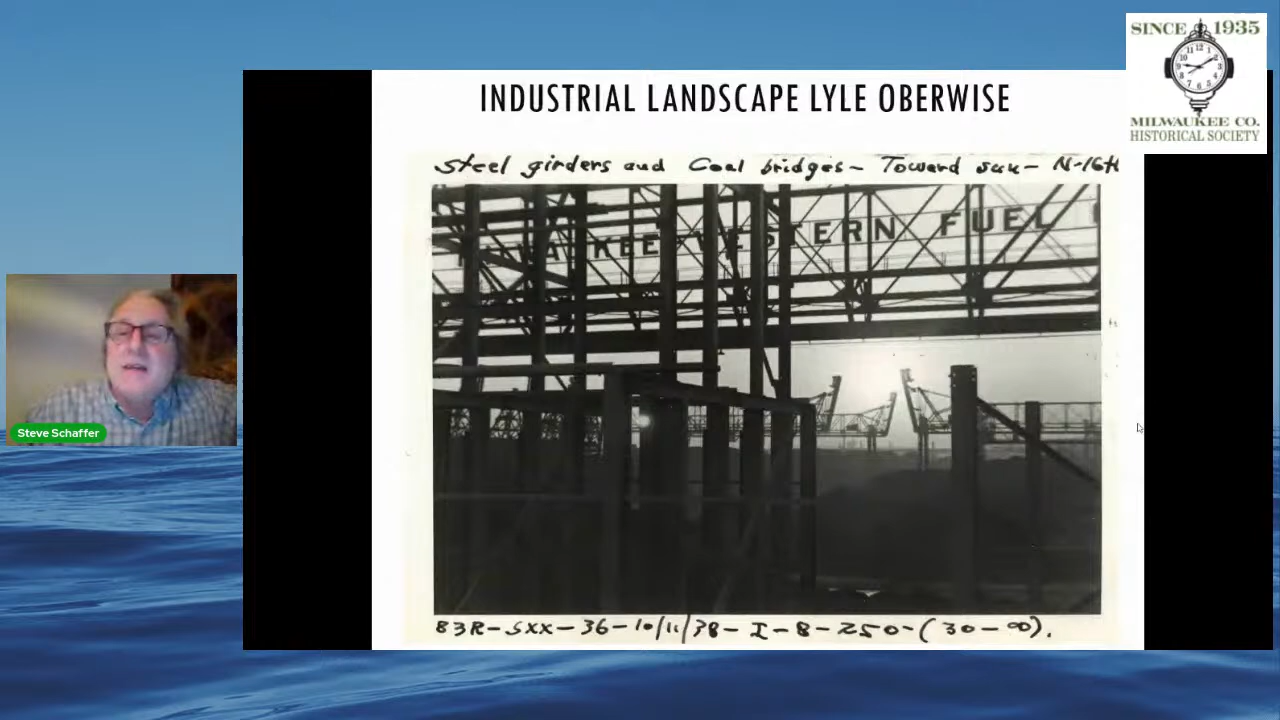 SINCE 1935
MILWAUKEE CO.
HISTORICAL SOCIETY
INDUSTRIAL LANDSCAPE LYLE OBERWISE
Steel girders and Coal bridges - Toward sun - N-16th
WESTERN FUEL
Steve Schaffer
83R-SXX-36-10/11/38-I-8-250-(30-∞).